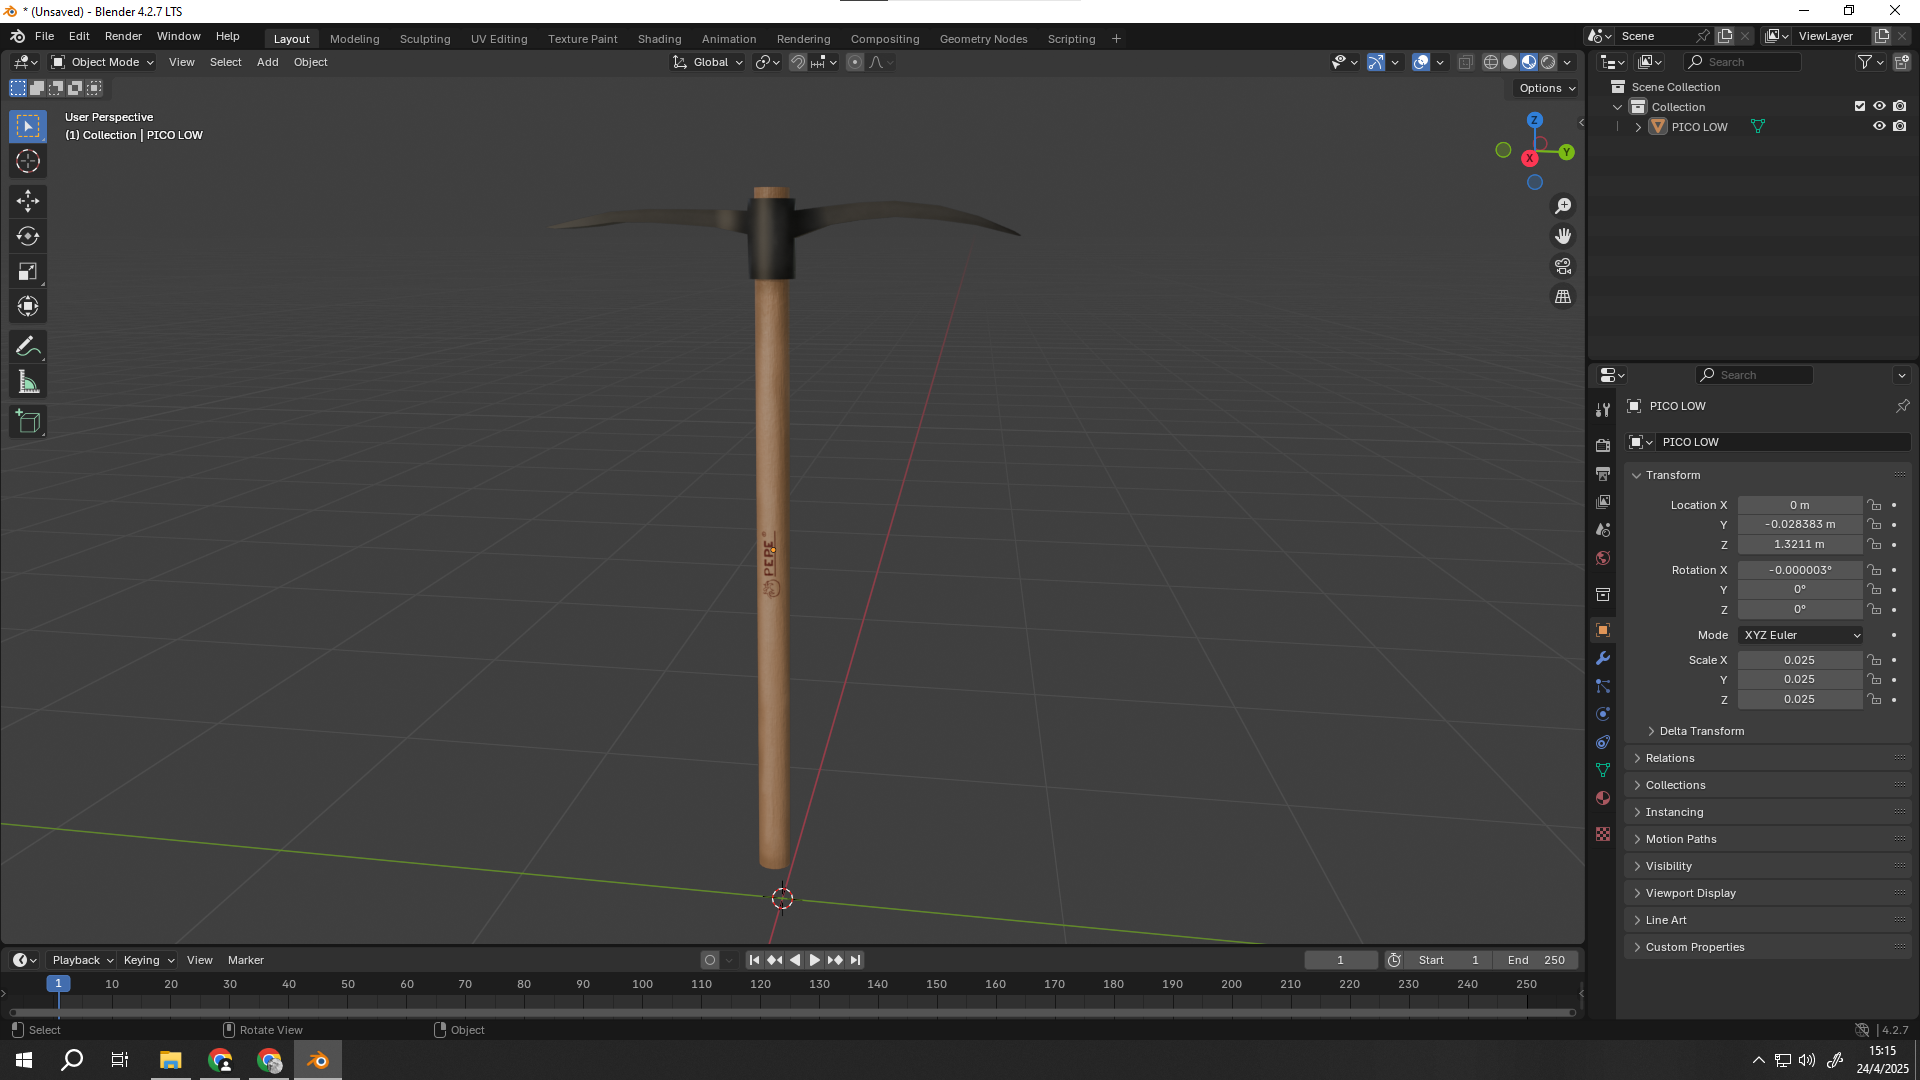 * (Unsaved) - Blender 4.2.7 LTS
File Edit Render Window Help
Layout Modeling Sculpting UV Editing Texture Paint Shading Animation Rendering Compositing Geometry Nodes Scripting +
Scene
ViewLayer
Object Mode View Select Add Object
Global
Search
Options
User Perspective
(1) Collection | PICO LOW
Z
Y
X
PEPE
Scene Collection
Collection
PICO LOW
Search
PICO LOW
PICO LOW
Transform
Location X 0 m
Y -0.028383 m
Z 1.3211 m
Rotation X -0.000003°
Y 0°
Z 0°
Mode XYZ Euler
Scale X 0.025
Y 0.025
Z 0.025
Delta Transform
Relations
Collections
Instancing
Motion Paths
Visibility
Viewport Display
Line Art
Custom Properties
Playback Keying View Marker
1 Start 1 End 250
1 10 20 30 40 50 60 70 80 90 100 110 120 130 140 150 160 170 180 190 200 210 220 230 240 250
Select Rotate View Object
4.2.7
15:15
24/4/2025